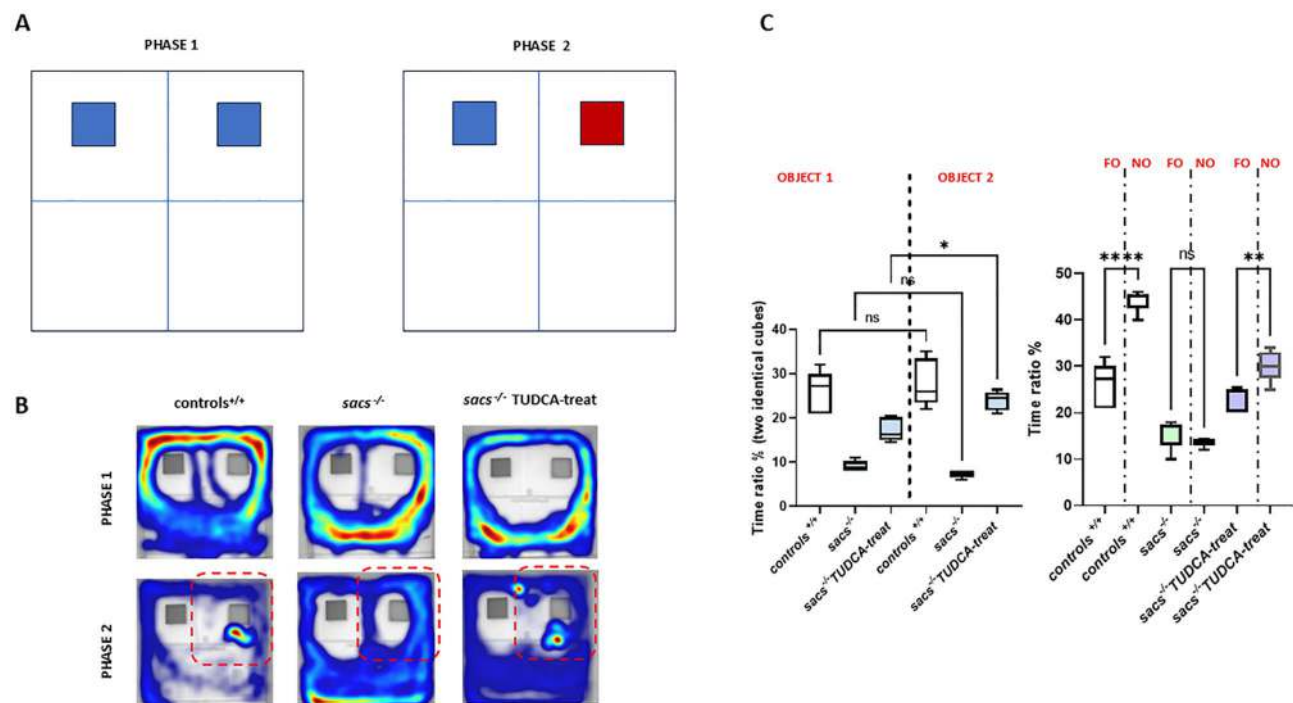 A
PHASE 1
PHASE 2
B
controls+/+
sacs-/-
sacs-/- TUDCA-treat
PHASE 1
PHASE 2
C
OBJECT 1
OBJECT 2
*
ns
ns
Time ratio % (two identical cubes)
40
30
20
10
0
controls+/+
sacs-/-
sacs-/-TUDCA-treat
controls+/+
sacs-/-
sacs-/-TUDCA-treat
FO NO FO NO FO NO
**** ns **
Time ratio %
50
40
30
20
10
0
controls+/+
controls+/+
sacs-/-
sacs-/-
sacs-/-TUDCA-treat
sacs-/-TUDCA-treat